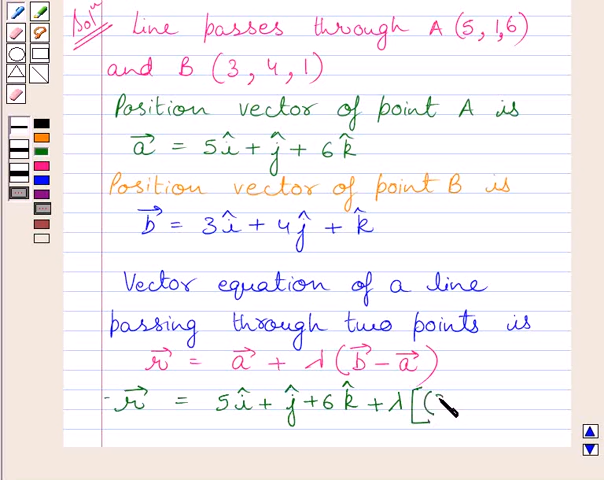 Solⁿ Line passes through A (5, 1, 6)
and B (3, 4, 1)
Position vector of point A is
a⃗ = 5î + ĵ + 6k̂
Position vector of point B is
b⃗ = 3î + 4ĵ + k̂
Vector equation of a line
passing through two points is
r⃗ = a⃗ + λ (b⃗ - a⃗)
r⃗ = 5î + ĵ + 6k̂ + λ [(